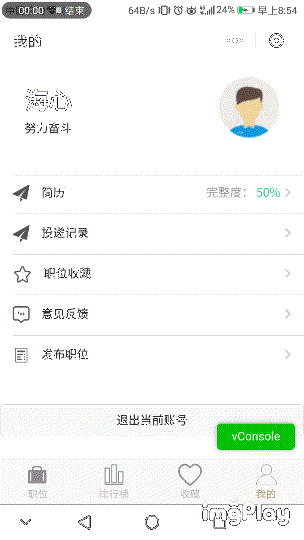 00:00 结束 64B/s 24% 早上8:54
我的
海心
努力奋斗
简历 完整度： 50%
投递记录
职位收藏
意见反馈
发布职位
退出当前账号
vConsole
职位 排行榜 收藏 我的
imgPlay